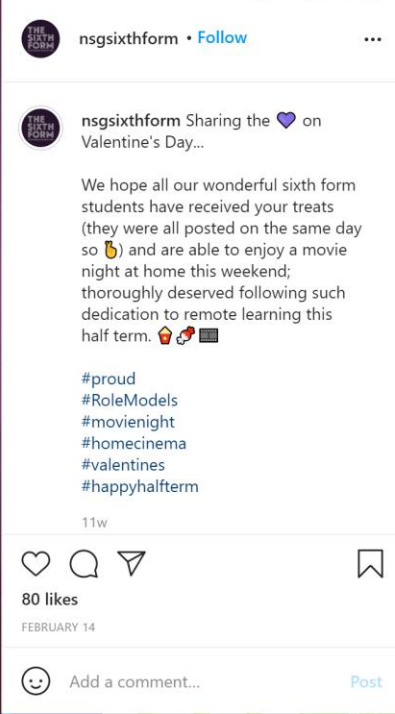 THE
SIXTH
FORM
nsgsixthform • Follow
THE
SIXTH
FORM
nsgsixthform Sharing the 💜 on
Valentine's Day...
We hope all our wonderful sixth form
students have received your treats
(they were all posted on the same day
so 🫰) and are able to enjoy a movie
night at home this weekend;
thoroughly deserved following such
dedication to remote learning this
half term. 🍿🍖🎞
#proud
#RoleModels
#movienight
#homecinema
#valentines
#happyhalfterm
11w
80 likes
FEBRUARY 14
Add a comment...
Post